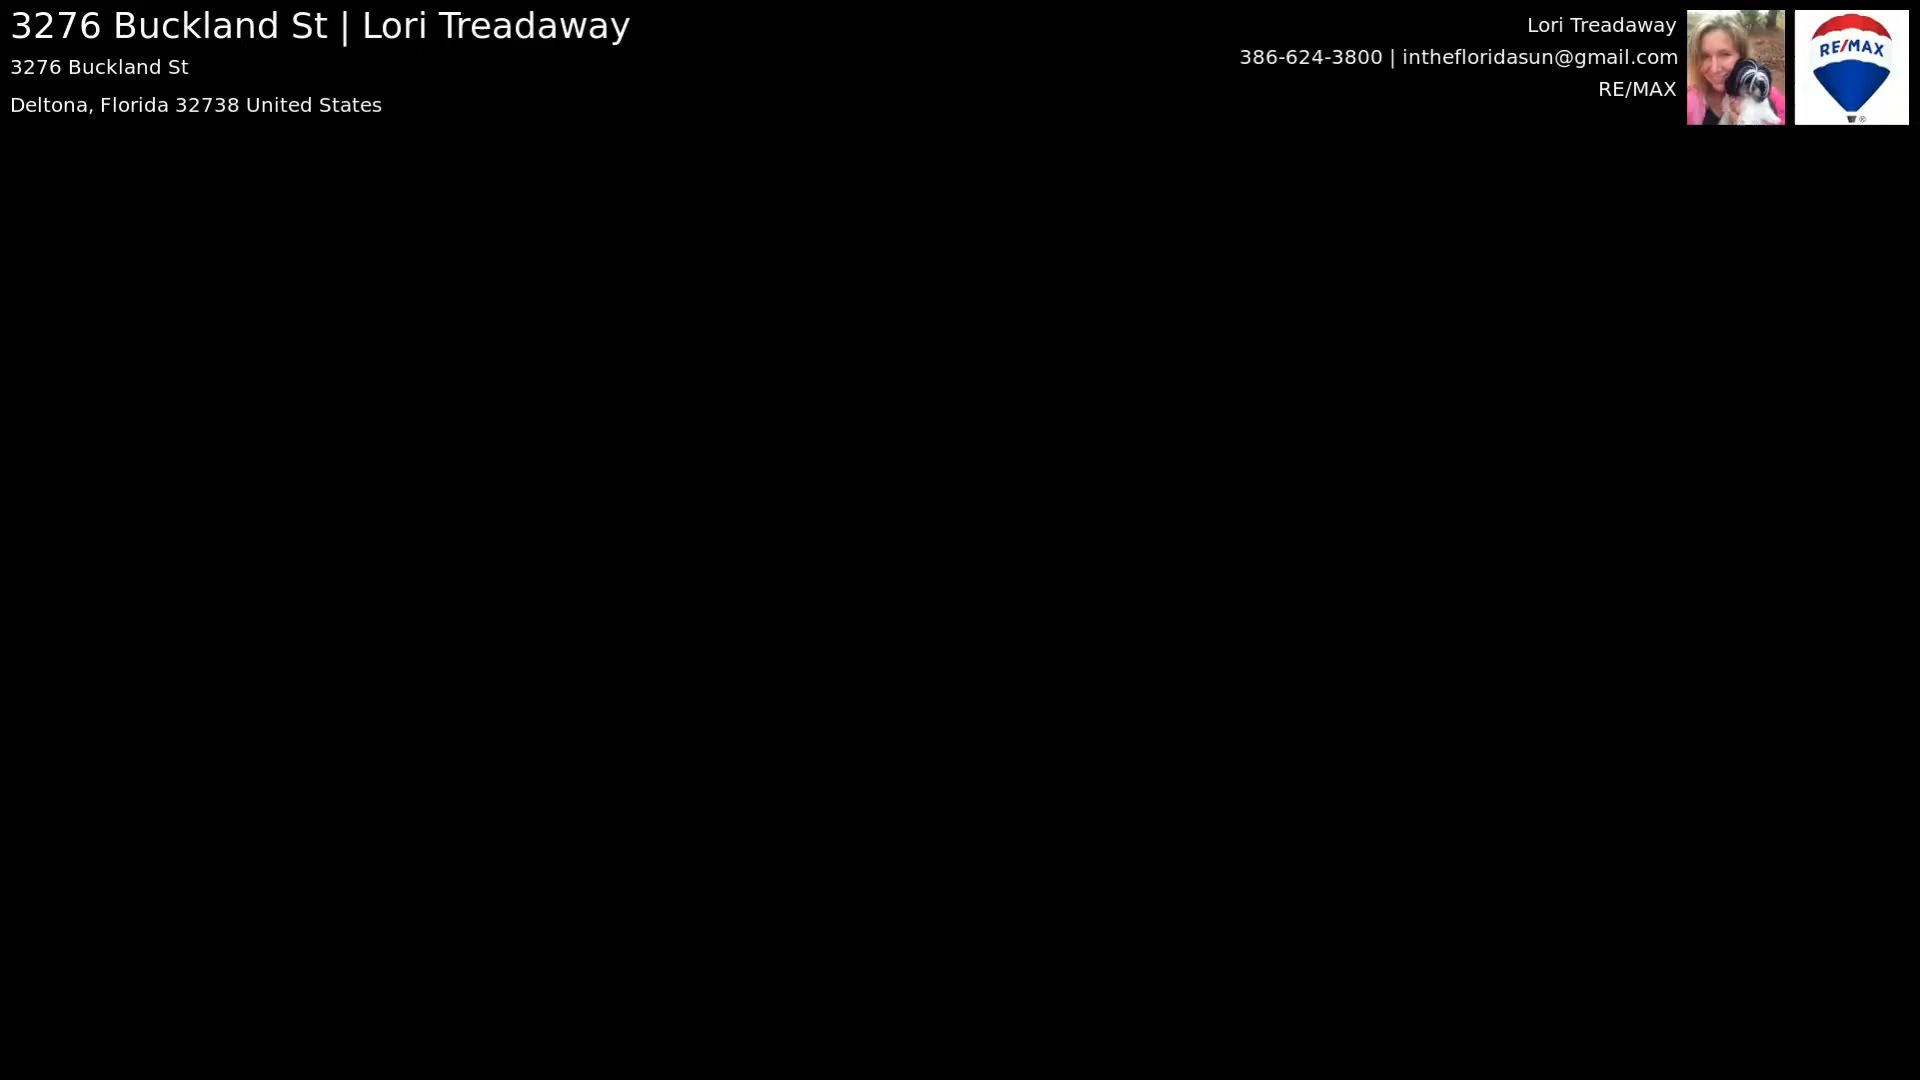 3276 Buckland St | Lori Treadaway
3276 Buckland St
Deltona, Florida 32738 United States
Lori Treadaway
386-624-3800 | inthefloridasun@gmail.com
RE/MAX
RE/MAX
®